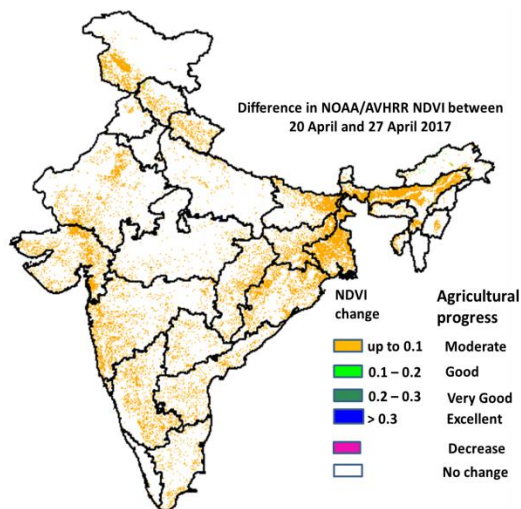 Difference in NOAA/AVHRR NDVI between
20 April and 27 April 2017
NDVI change
Agricultural progress
up to 0.1 Moderate
0.1 – 0.2 Good
0.2 – 0.3 Very Good
> 0.3 Excellent
Decrease
No change